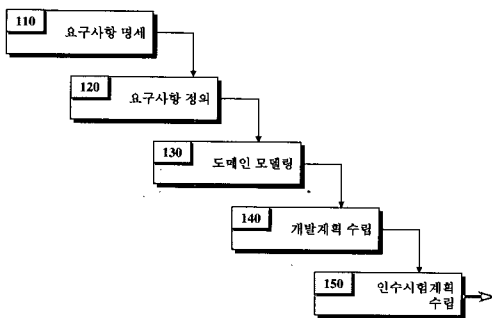 110
요구사항 명세
120
요구사항 정의
130
도메인 모델링
140
개발계획 수립
150
인수시험계획
수립